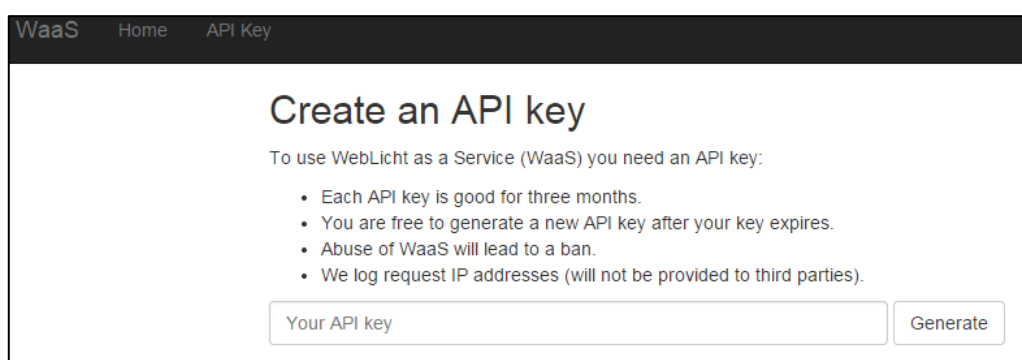 WaaS Home API Key
Create an API key
To use WebLicht as a Service (WaaS) you need an API key:
• Each API key is good for three months.
• You are free to generate a new API key after your key expires.
• Abuse of WaaS will lead to a ban.
• We log request IP addresses (will not be provided to third parties).
Your API key Generate